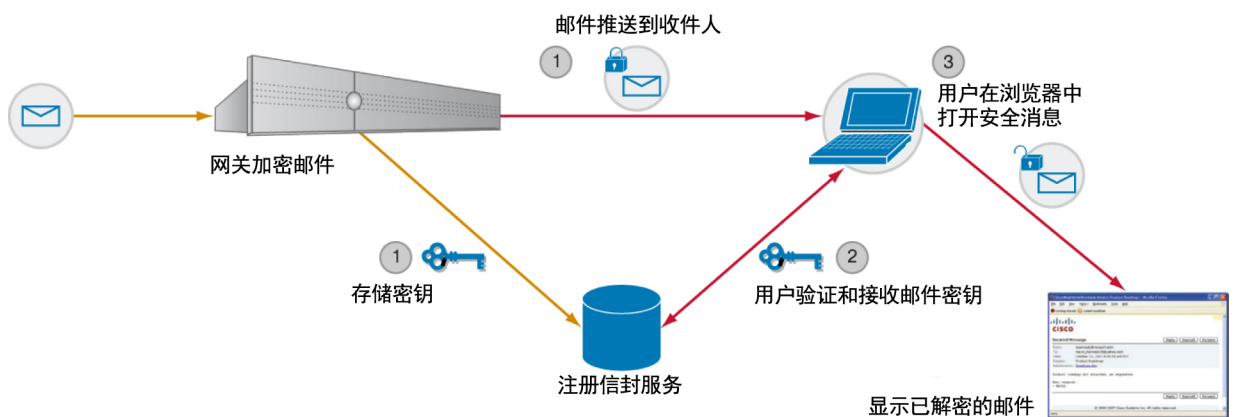 邮件推送到收件人
1
3
用户在浏览器中
打开安全消息
网关加密邮件
1
存储密钥
2
用户验证和接收邮件密钥
注册信封服务
CISCO
Secured Message
显示已解密的邮件